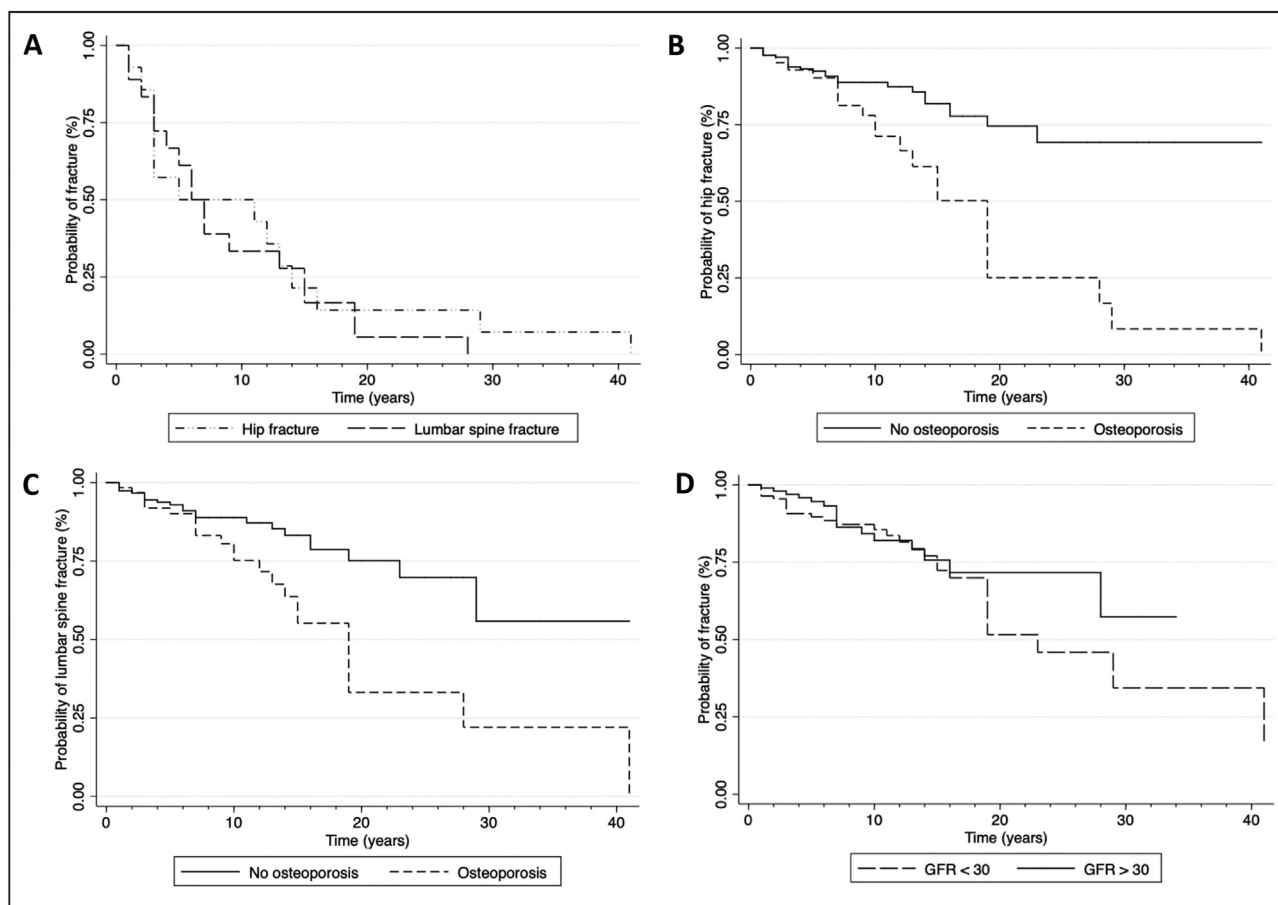 A
Probability of fracture (%)
1.00
0.75
0.50
0.25
0.00
0 10 20 30 40
Time (years)
Hip fracture Lumbar spine fracture
B
Probability of hip fracture (%)
1.00
0.75
0.50
0.25
0.00
0 10 20 30 40
Time (years)
No osteoporosis Osteoporosis
C
Probability of lumbar spine fracture (%)
1.00
0.75
0.50
0.25
0.00
0 10 20 30 40
Time (years)
No osteoporosis Osteoporosis
D
Probability of fracture (%)
1.00
0.75
0.50
0.25
0.00
0 10 20 30 40
Time (years)
GFR < 30 GFR > 30